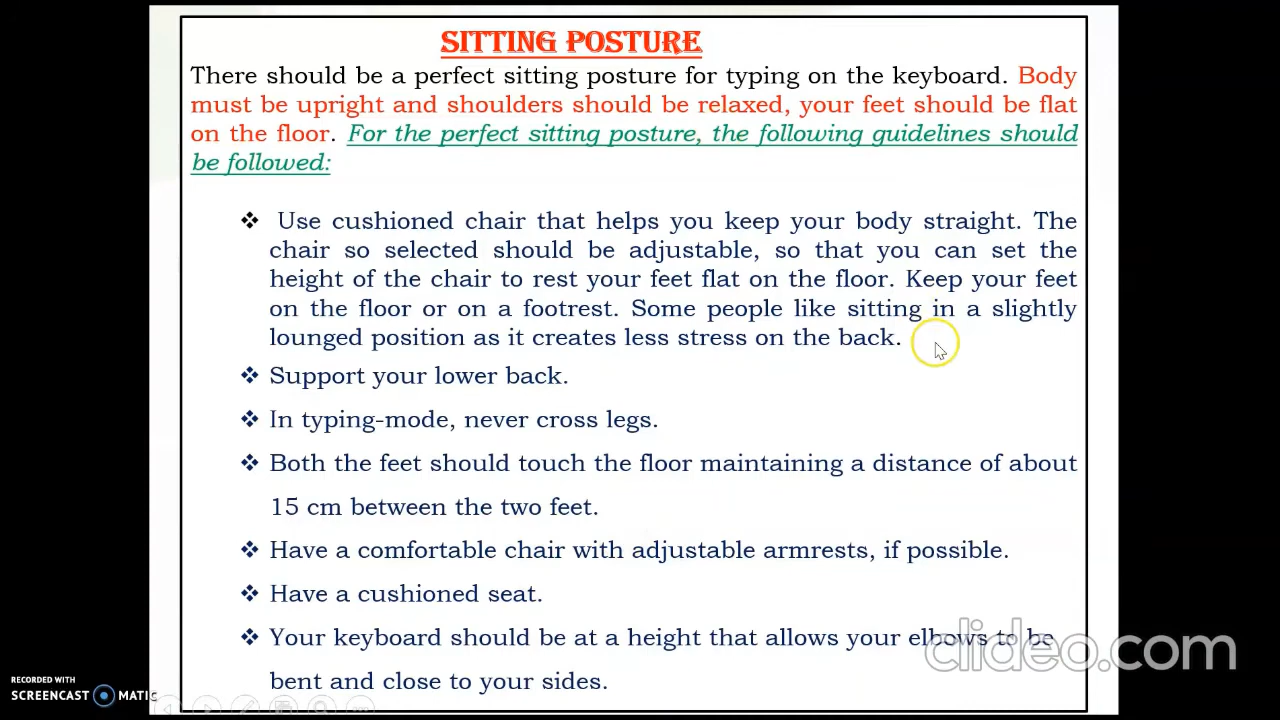 SITTING POSTURE
There should be a perfect sitting posture for typing on the keyboard. Body
must be upright and shoulders should be relaxed, your feet should be flat
on the floor. For the perfect sitting posture, the following guidelines should
be followed:
❖ Use cushioned chair that helps you keep your body straight. The
chair so selected should be adjustable, so that you can set the
height of the chair to rest your feet flat on the floor. Keep your feet
on the floor or on a footrest. Some people like sitting in a slightly
lounged position as it creates less stress on the back.
❖ Support your lower back.
❖ In typing-mode, never cross legs.
❖ Both the feet should touch the floor maintaining a distance of about
15 cm between the two feet.
❖ Have a comfortable chair with adjustable armrests, if possible.
❖ Have a cushioned seat.
❖ Your keyboard should be at a height that allows your elbows to be
bent and close to your sides.
clideo.com
RECORDED WITH
SCREENCAST MATIC